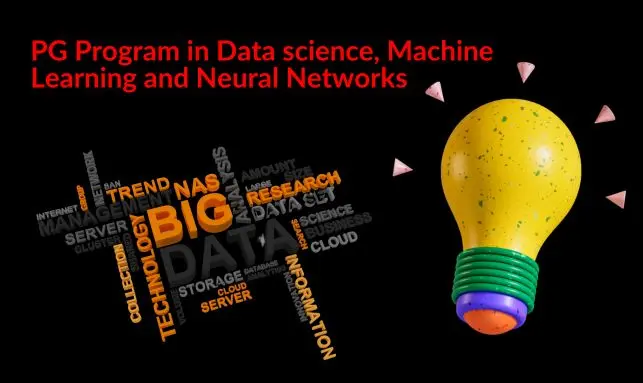 PG Program in Data science, Machine
Learning and Neural Networks
NETWORK
GROUP
SAN
INTERNET
MANAGEMENT
TREND
NAS
ANALYSIS
AMOUNT
SIZE
LARGE
RESEARCH
DATA SET
SERVER
CLUSTER
BIG
DATA
SCIENCE
BUSINESS
SEARCH
CLOUD
COLLECTION
TECHNOLOGY
STORAGE
DATABASE
ANALYTICS
CLOUD
SERVER
VOLUME
INFORMATION